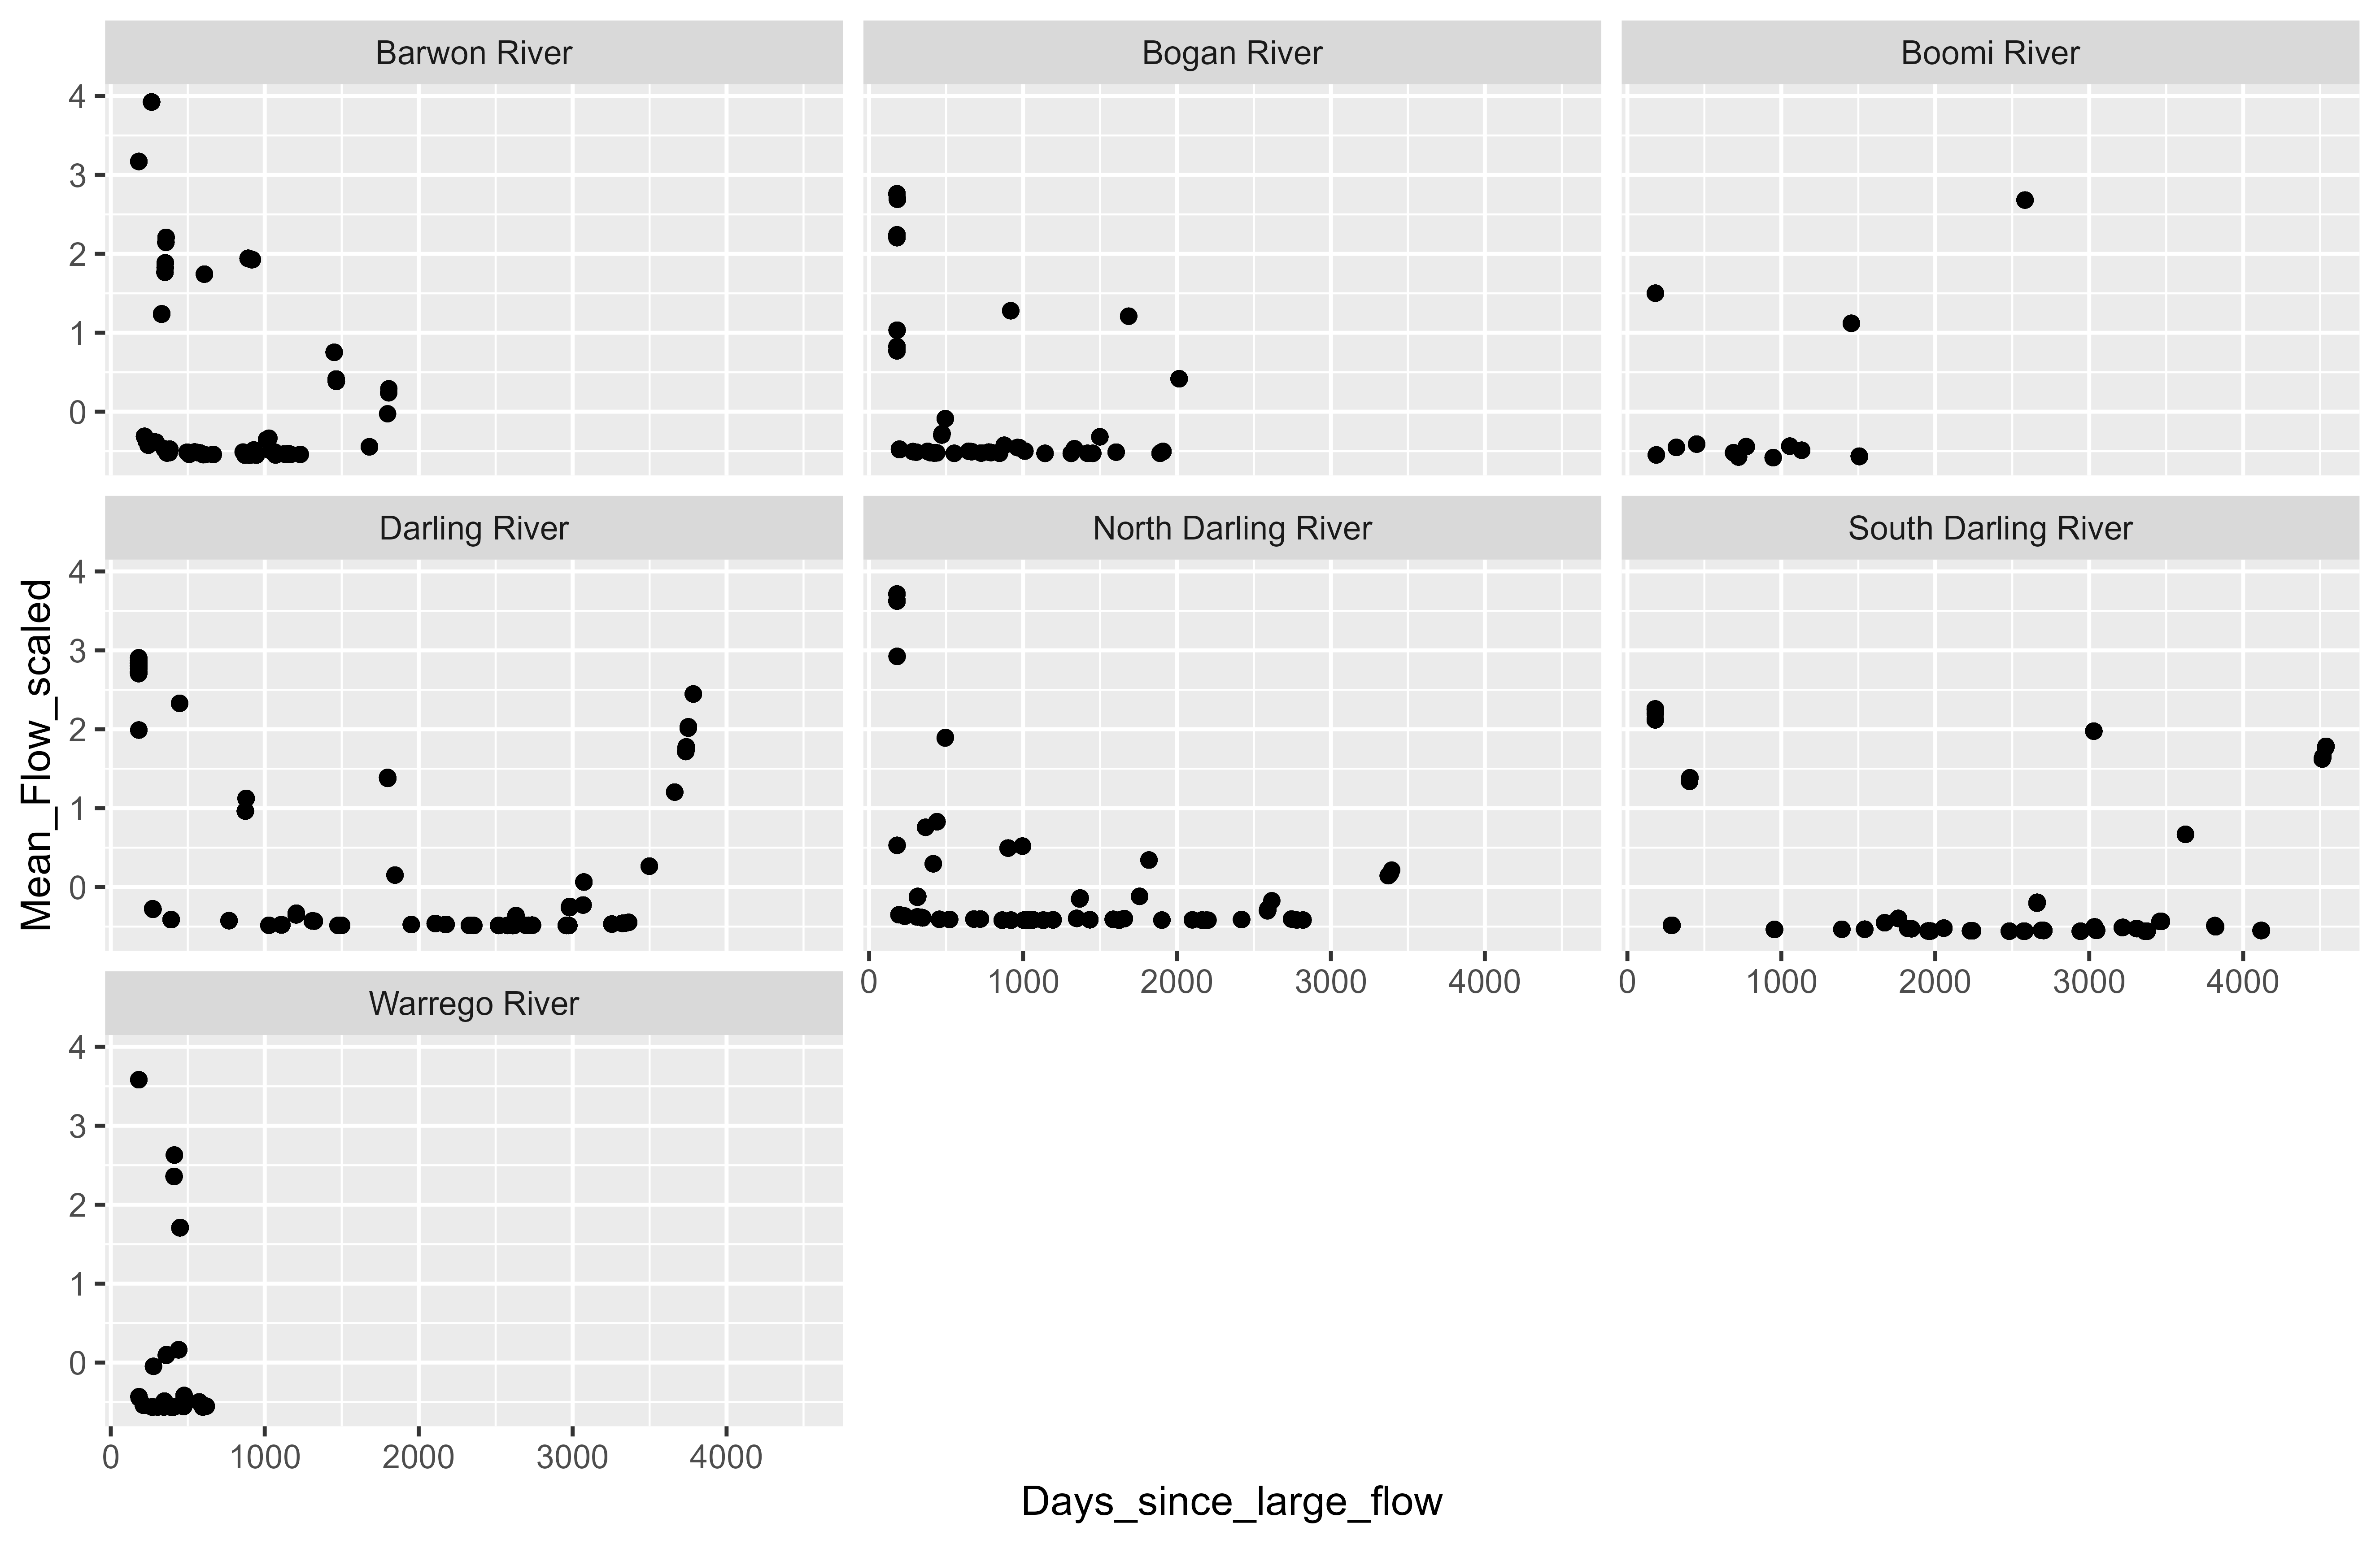 Barwon River Bogan River Boomi River
4
3
2
1
0
Darling River North Darling River South Darling River
4
3
2
1
0
Mean_Flow_scaled
0 1000 2000 3000 4000 0 1000 2000 3000 4000
Warrego River
4
3
2
1
0
0 1000 2000 3000 4000
Days_since_large_flow